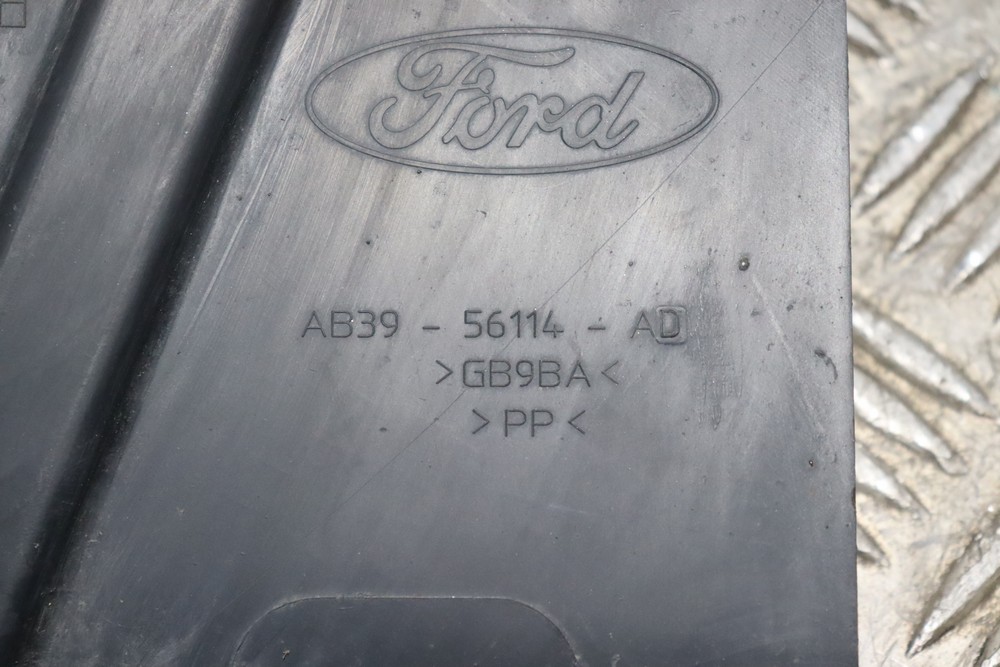 Ford
AB39 - 56114 - AD
>GB9BA<
>PP<